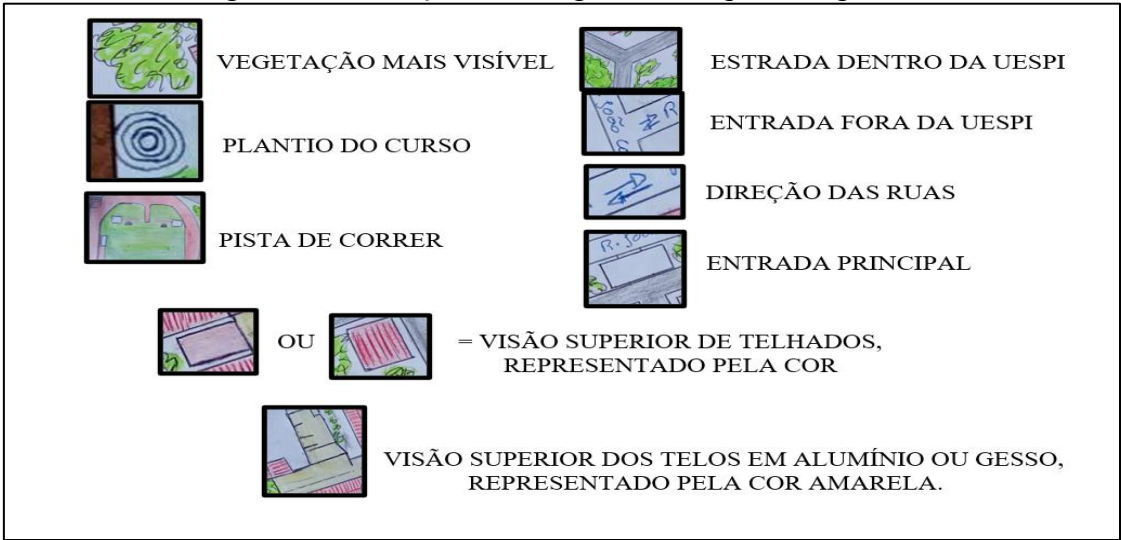 VEGETAÇÃO MAIS VISÍVEL
PLANTIO DO CURSO
PISTA DE CORRER
ESTRADA DENTRO DA UESPI
ENTRADA FORA DA UESPI
DIREÇÃO DAS RUAS
ENTRADA PRINCIPAL
OU
= VISÃO SUPERIOR DE TELHADOS,
REPRESENTADO PELA COR
VISÃO SUPERIOR DOS TELOS EM ALUMÍNIO OU GESSO,
REPRESENTADO PELA COR AMARELA.